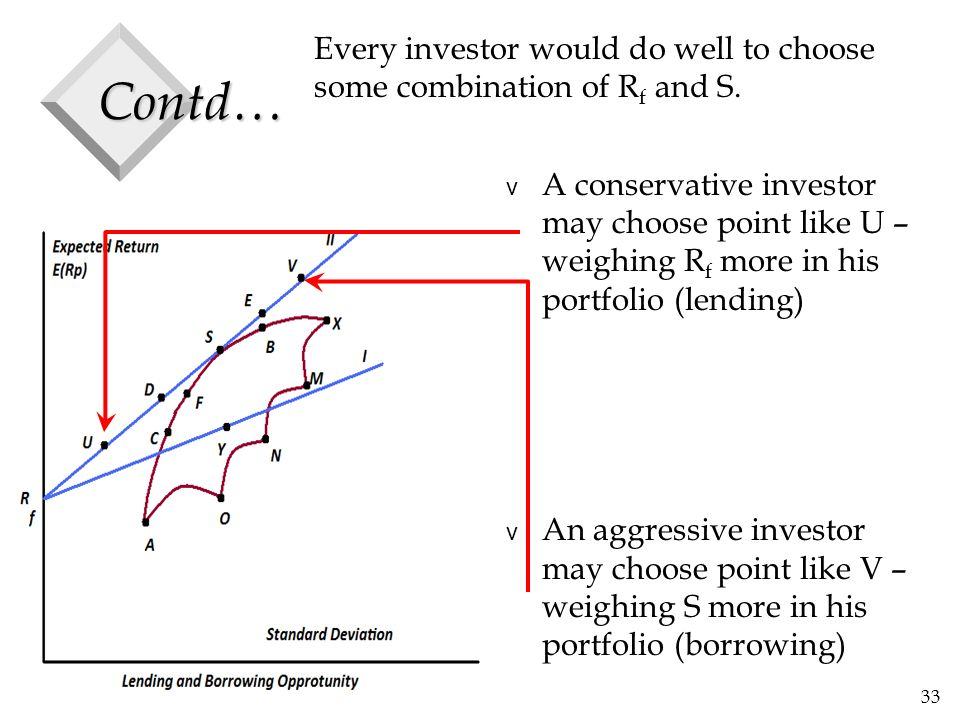 Contd…
Every investor would do well to choose
some combination of Rf and S.
v A conservative investor
may choose point like U –
weighing Rf more in his
portfolio (lending)
v An aggressive investor
may choose point like V –
weighing S more in his
portfolio (borrowing)
Expected Return
E(Rp)
II
V
E
S
B
X
I
D
F
M
U
C
Y
N
R
f
O
A
Standard Deviation
Lending and Borrowing Opprotunity
33